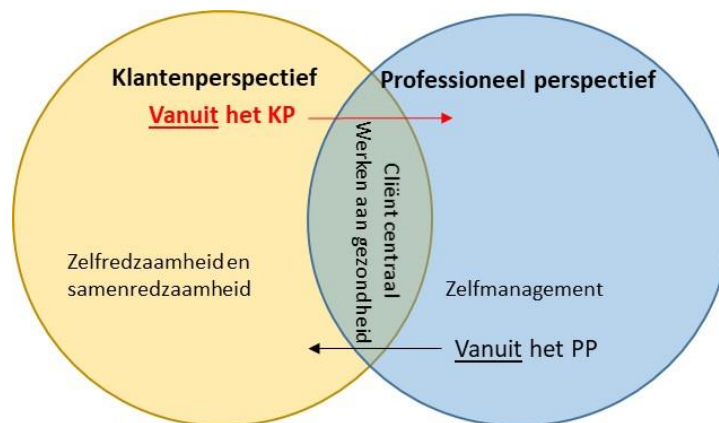 Klantenperspectief
Vanuit het KP
Professioneel perspectief
Cliënt centraal
Werken aan gezondheid
Zelfredzaamheid en
samenredzaamheid
Zelfmanagement
Vanuit het PP